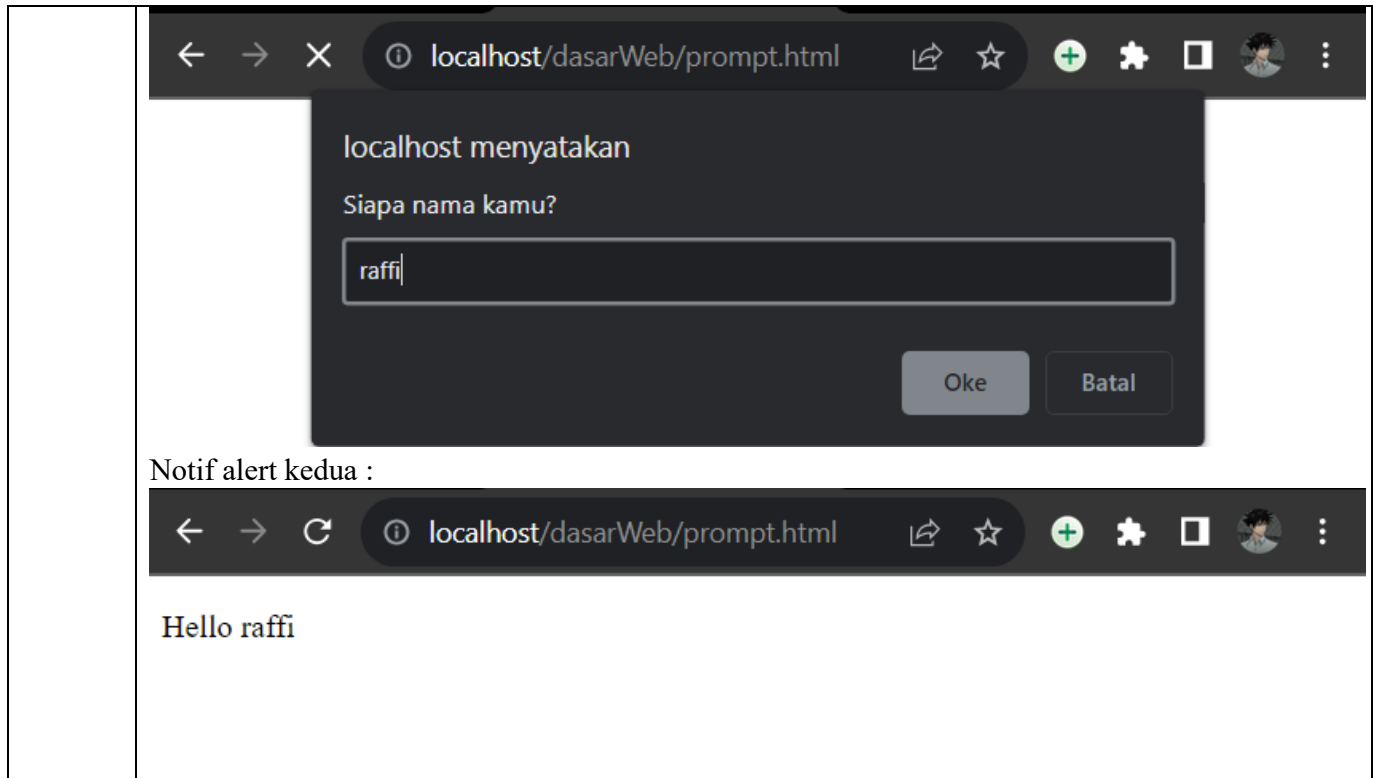 localhost/dasarWeb/prompt.html
localhost menyatakan
Siapa nama kamu?
raffi
Oke
Batal
Notif alert kedua :
localhost/dasarWeb/prompt.html
Hello raffi